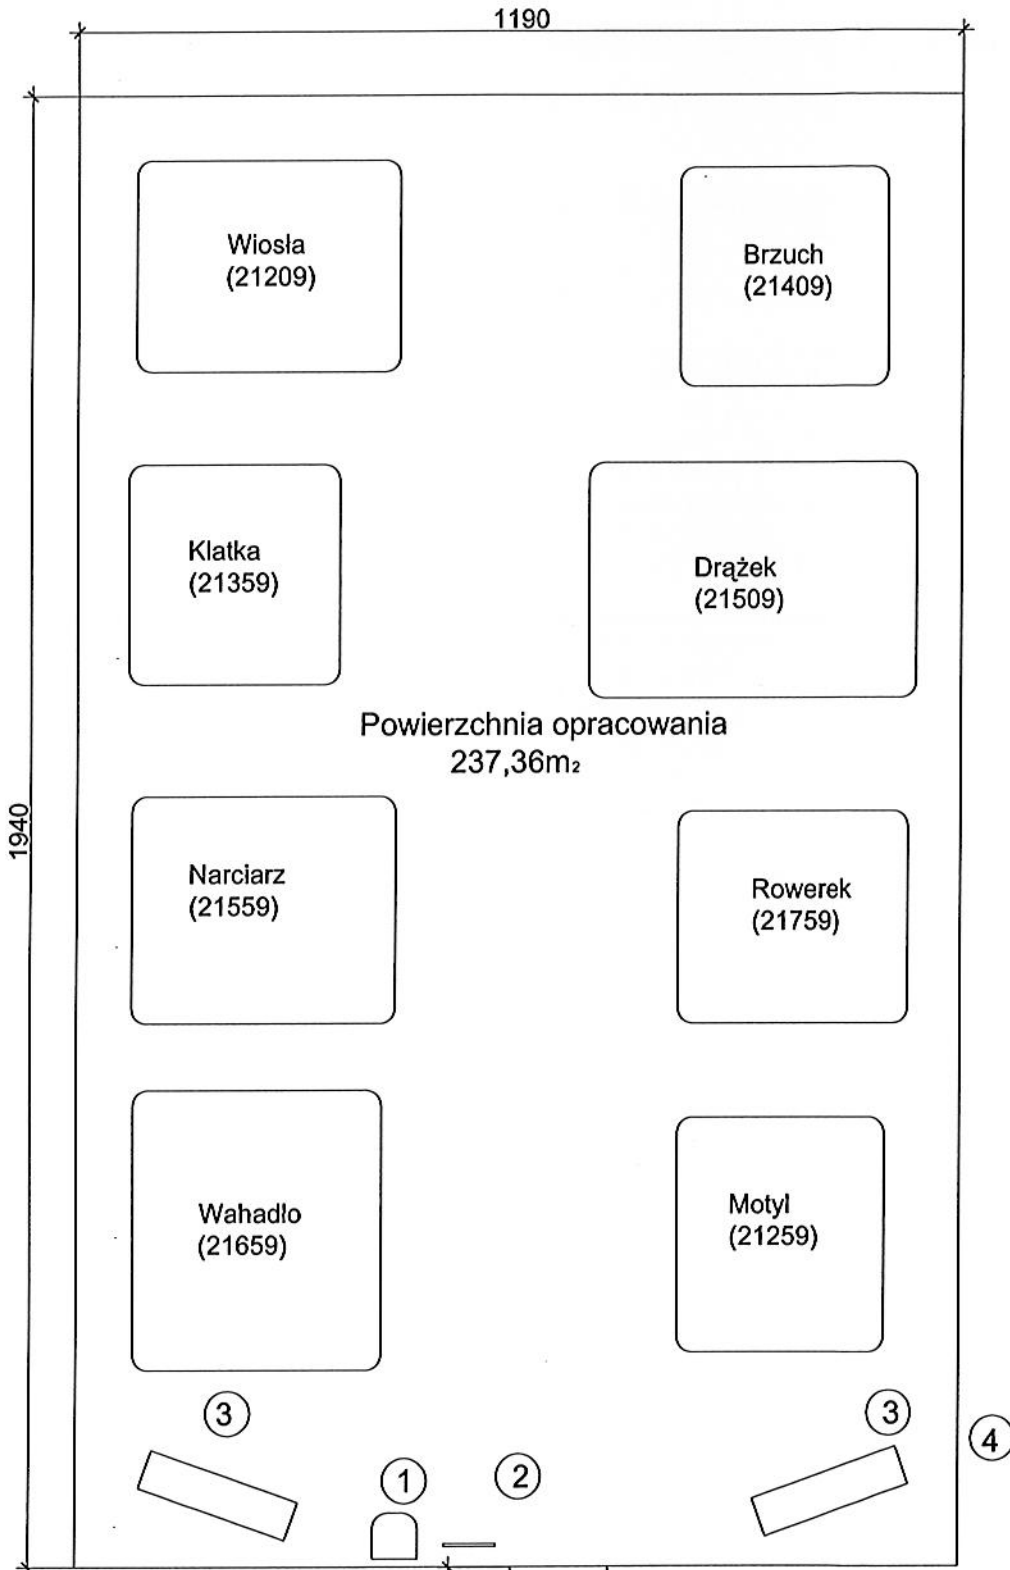 1190
Wiosła
(21209)
Brzuch
(21409)
Klatka
(21359)
Drążek
(21509)
Powierzchnia opracowania
237,36m₂
1940
Narciarz
(21559)
Rowerek
(21759)
Wahadło
(21659)
Motyl
(21259)
3
3
4
1
2